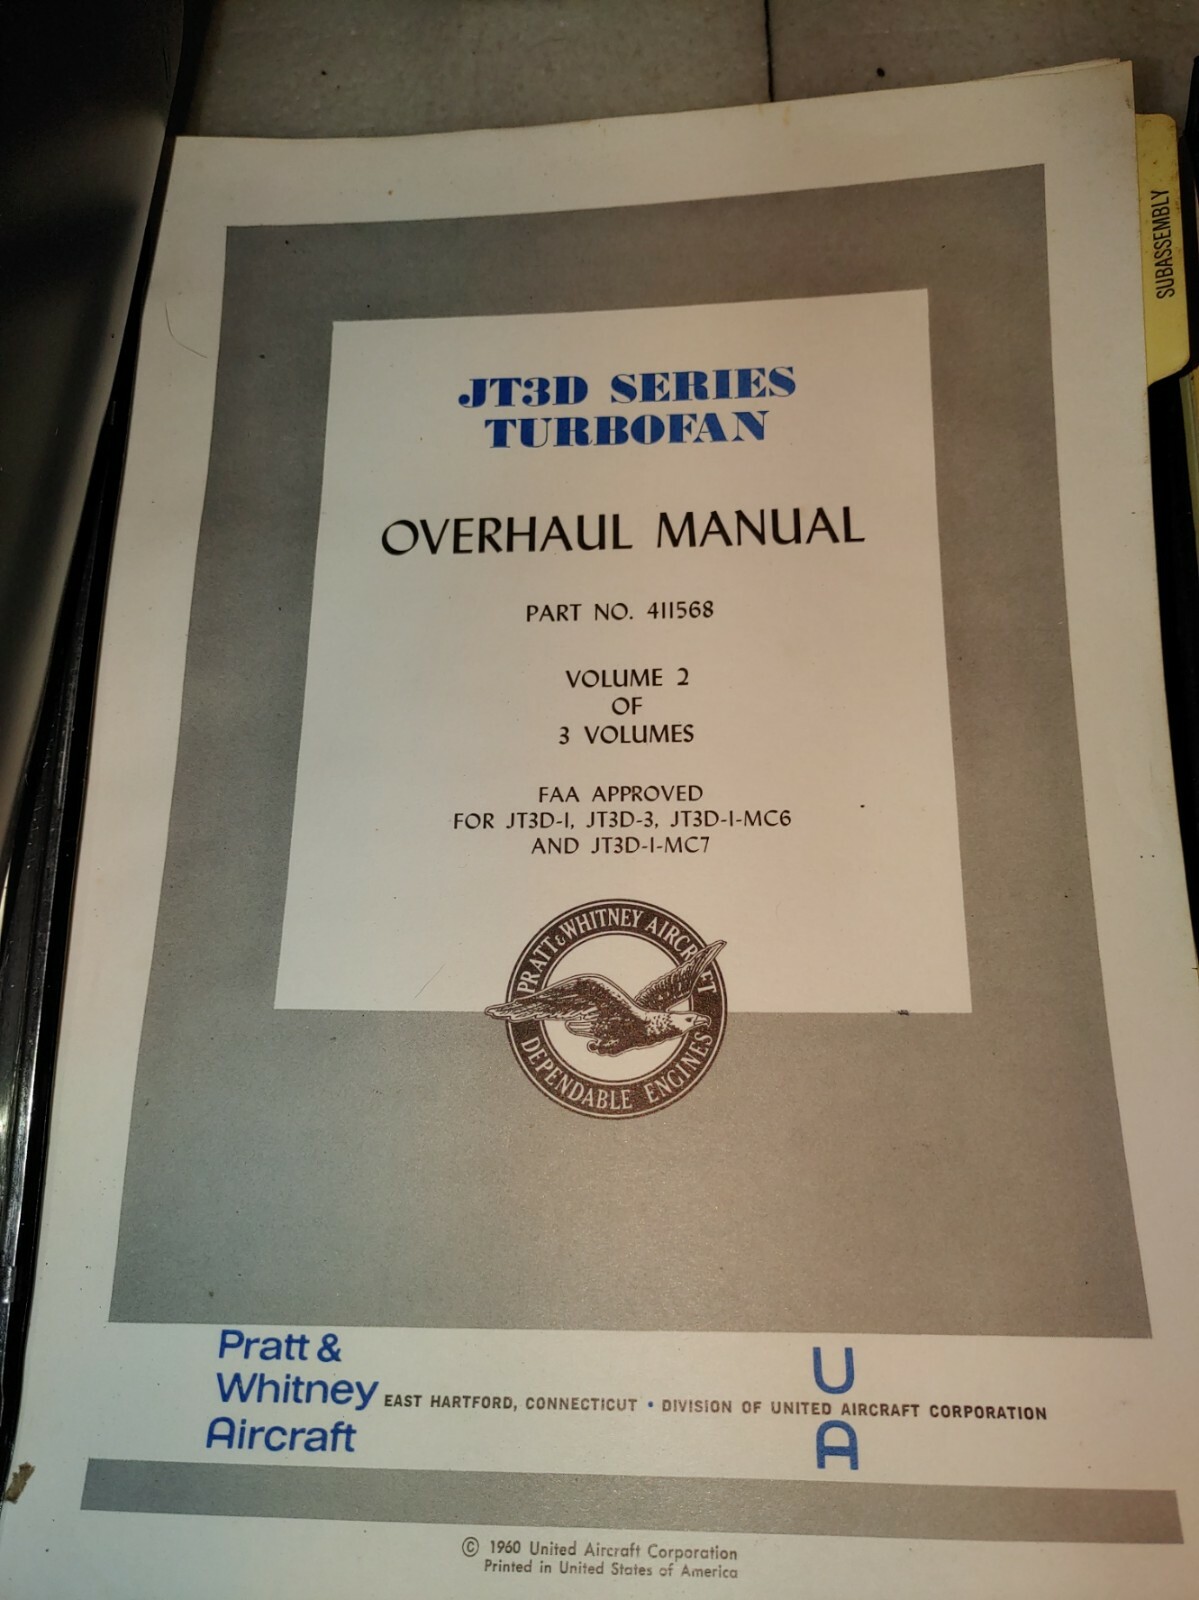 SUBASSEMBLY
JT3D SERIES
TURBOFAN
OVERHAUL MANUAL
PART NO. 411568
VOLUME 2
OF
3 VOLUMES
FAA APPROVED
FOR JT3D-1, JT3D-3, JT3D-1-MC6
AND JT3D-1-MC7
PRATT & WHITNEY AIRCRAFT
DEPENDABLE ENGINES
Pratt &
Whitney
Aircraft
EAST HARTFORD, CONNECTICUT • DIVISION OF UNITED AIRCRAFT CORPORATION
U
A
© 1960 United Aircraft Corporation
Printed in United States of America